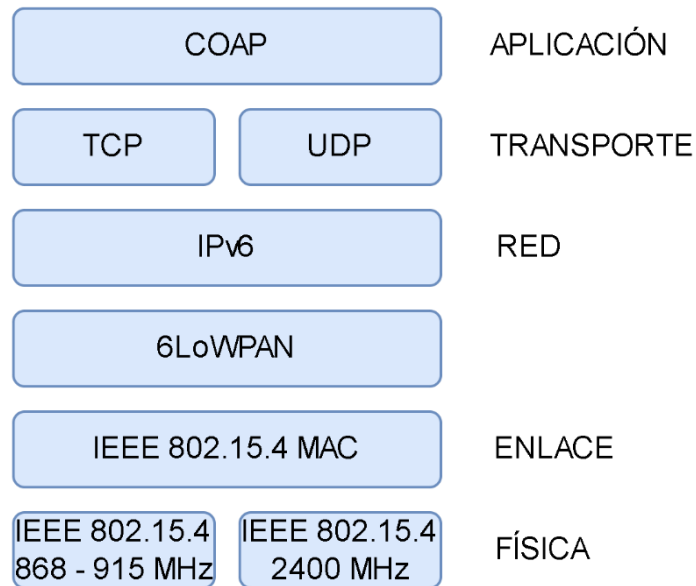 COAP APLICACIÓN
TCP UDP TRANSPORTE
IPv6 RED
6LoWPAN
IEEE 802.15.4 MAC ENLACE
IEEE 802.15.4 IEEE 802.15.4 FÍSICA
868 - 915 MHz 2400 MHz